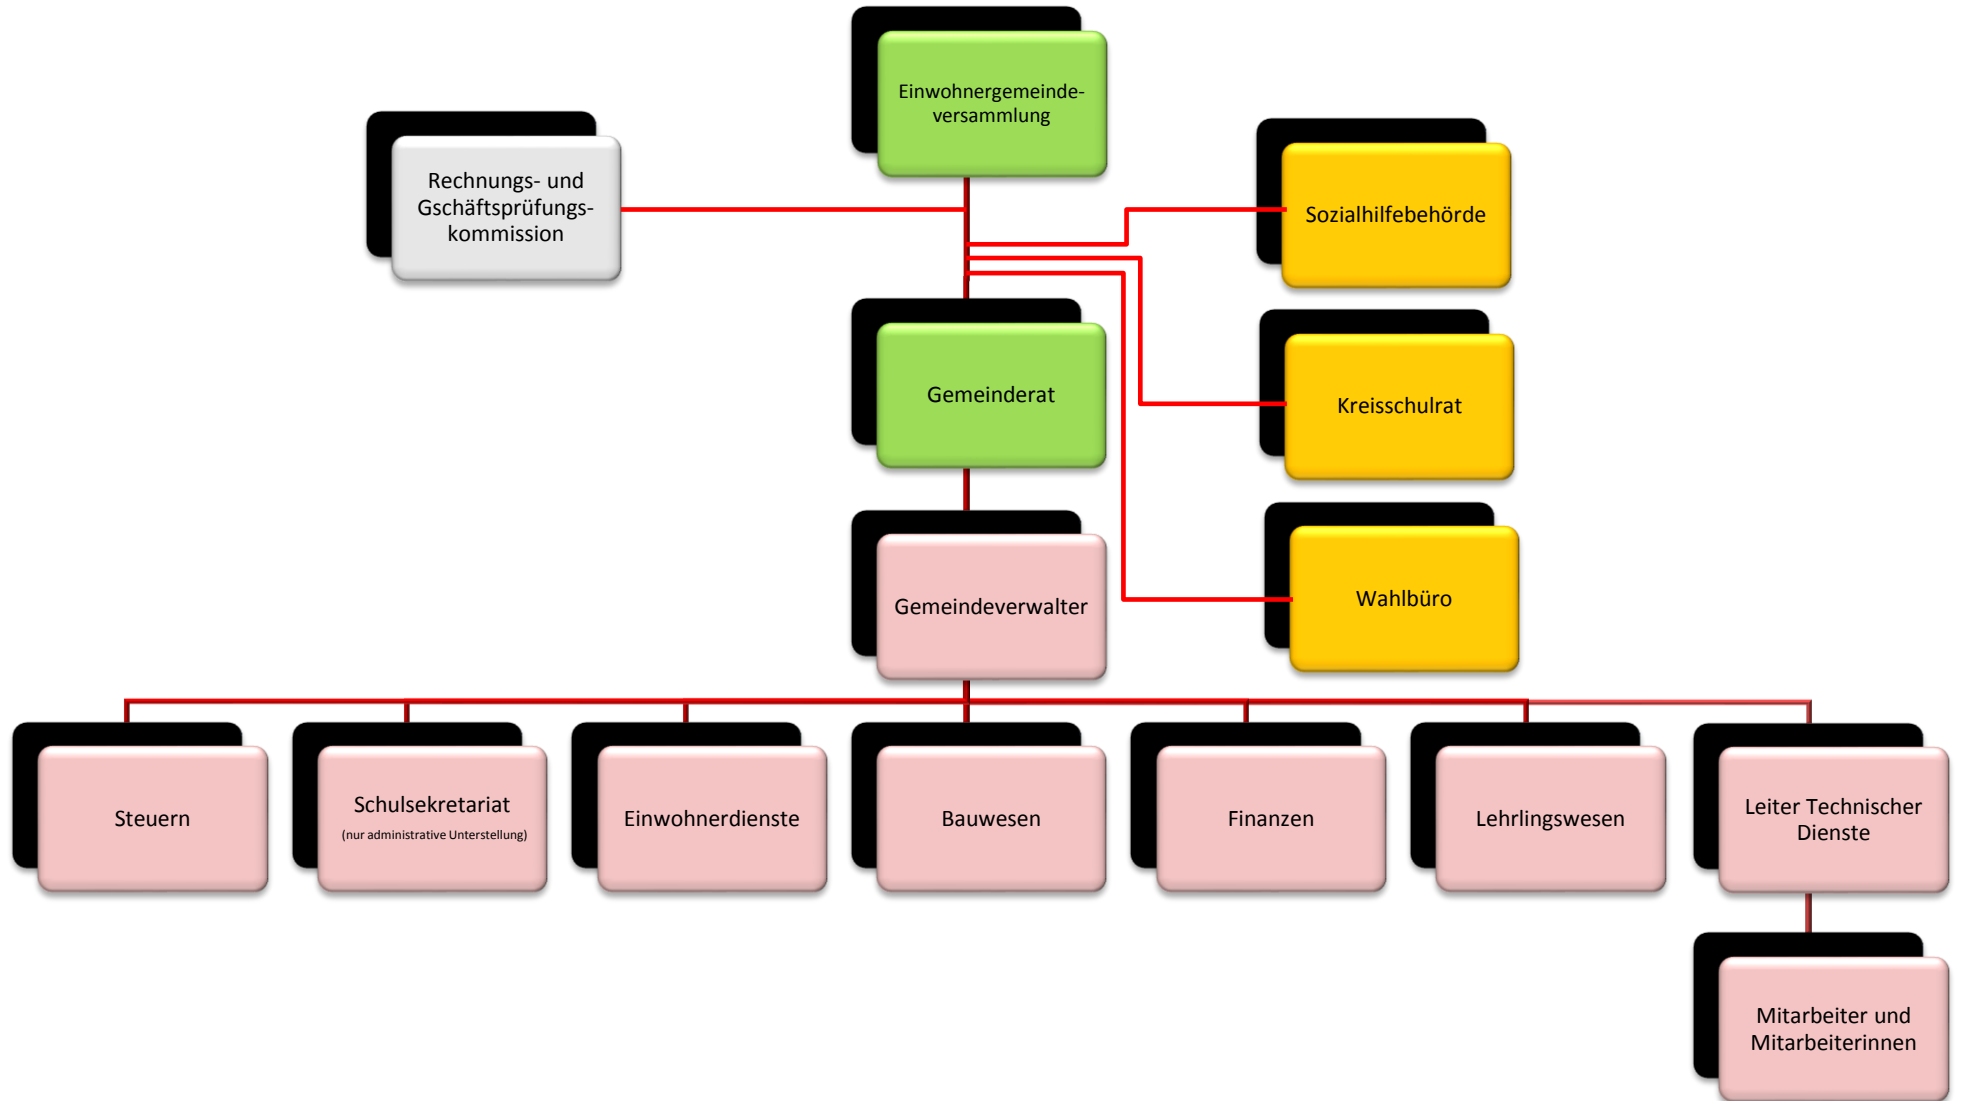 Einwohnergemeinde-
versammlung
Rechnungs- und
Gschäftsprüfungs-
kommission
Sozialhilfebehörde
Gemeinderat
Kreisschulrat
Gemeindeverwalter
Wahlbüro
Steuern
Schulsekretariat
(nur administrative Unterstellung)
Einwohnerdienste
Bauwesen
Finanzen
Lehrlingswesen
Leiter Technischer
Dienste
Mitarbeiter und
Mitarbeiterinnen